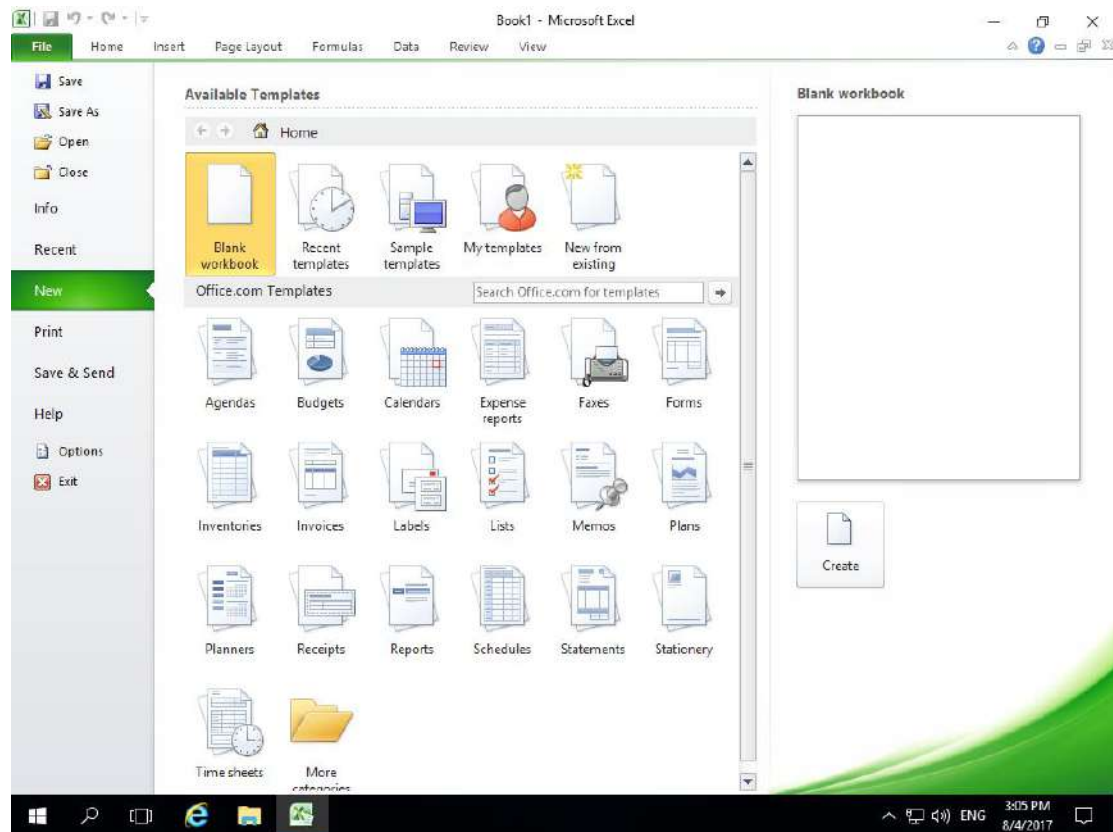 Book1 - Microsoft Excel
File Home Insert Page Layout Formulas Data Review View
Save
Save As
Open
Close
Info
Recent
New
Print
Save & Send
Help
Options
Exit
Available Templates
Home
Blank workbook
Recent templates
Sample templates
My templates
New from existing
Office.com Templates
Search Office.com for templates
Agendas Budgets Calendars Expense reports Faxes Forms
Inventories Invoices Labels Lists Memos Plans
Planners Receipts Reports Schedules Statements Stationery
Time sheets More categories
Blank workbook
Create
ENG
3:05 PM
8/4/2017